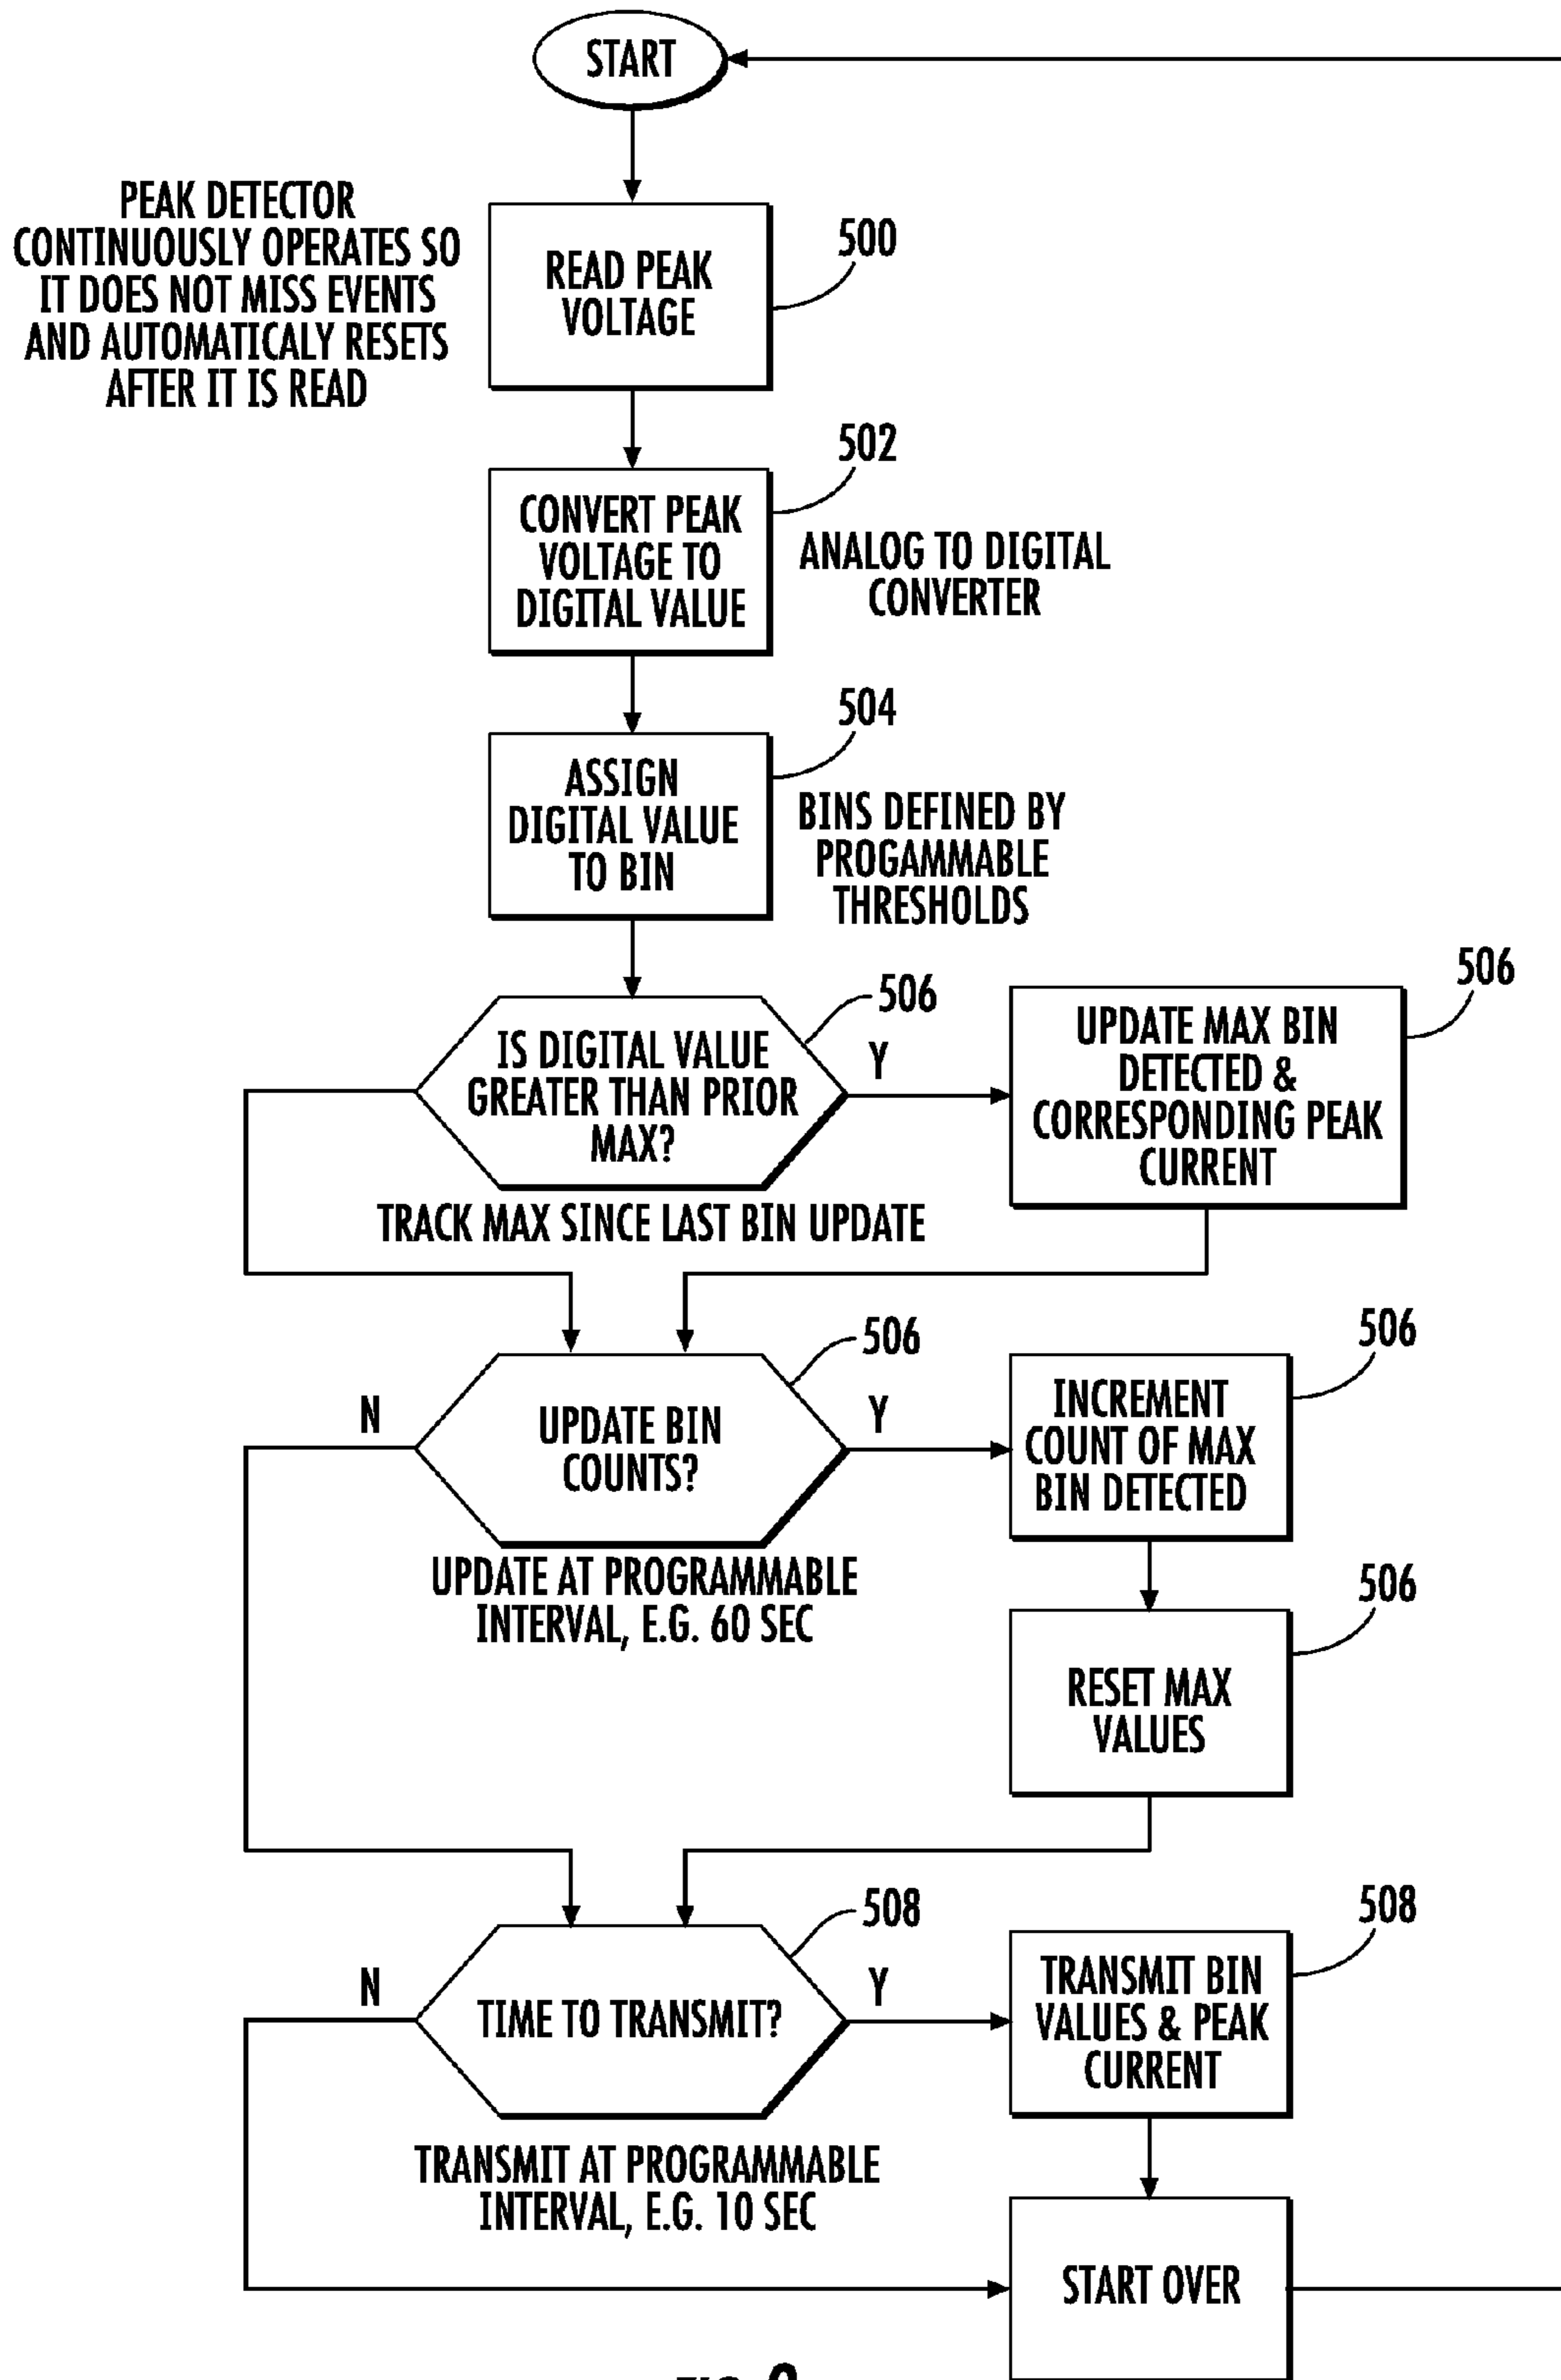 START
PEAK DETECTOR
CONTINUOUSLY OPERATES SO
IT DOES NOT MISS EVENTS
AND AUTOMATICALY RESETS
AFTER IT IS READ
READ PEAK
VOLTAGE
500
CONVERT PEAK
VOLTAGE TO
DIGITAL VALUE
502
ANALOG TO DIGITAL
CONVERTER
ASSIGN
DIGITAL VALUE
TO BIN
504
BINS DEFINED BY
PROGAMMABLE
THRESHOLDS
IS DIGITAL VALUE
GREATER THAN PRIOR
MAX?
506
Y
UPDATE MAX BIN
DETECTED &
CORRESPONDING PEAK
CURRENT
506
TRACK MAX SINCE LAST BIN UPDATE
N
UPDATE BIN
COUNTS?
506
Y
INCREMENT
COUNT OF MAX
BIN DETECTED
506
UPDATE AT PROGRAMMABLE
INTERVAL, E.G. 60 SEC
RESET MAX
VALUES
506
N
TIME TO TRANSMIT?
508
Y
TRANSMIT BIN
VALUES & PEAK
CURRENT
508
TRANSMIT AT PROGRAMMABLE
INTERVAL, E.G. 10 SEC
START OVER